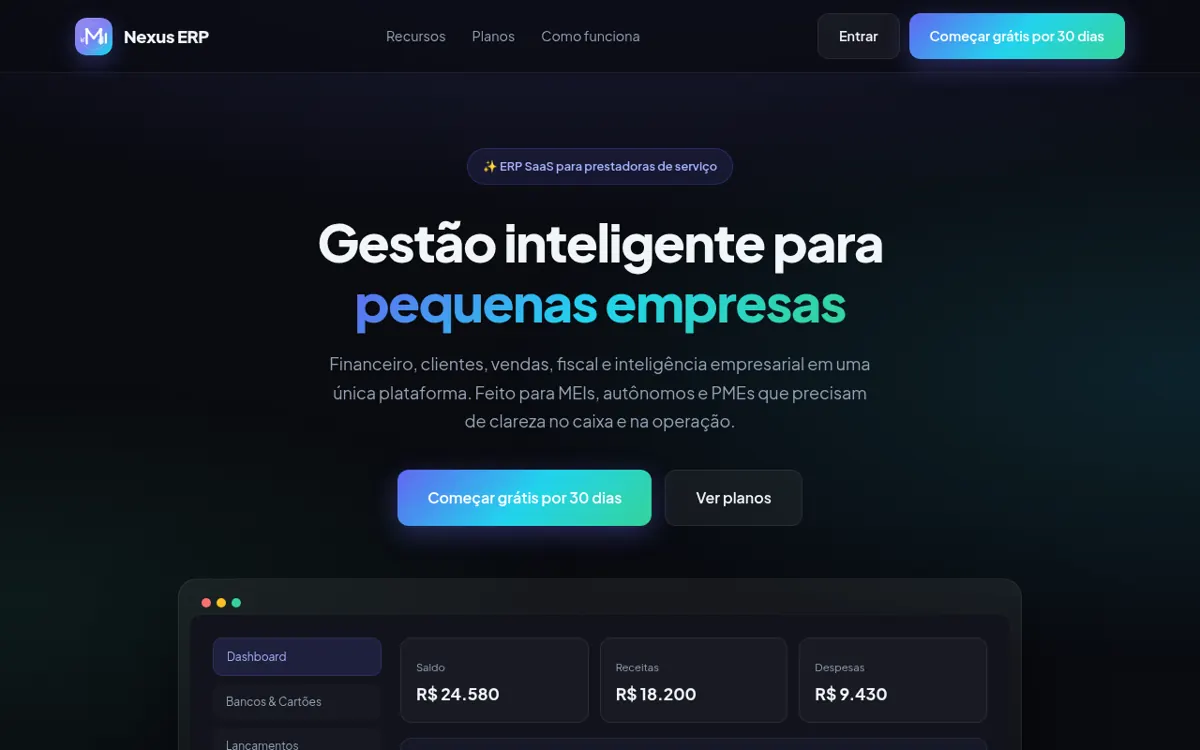 Nexus ERP
Recursos
Planos
Como funciona
Entrar
Começar grátis por 30 dias
✨ ERP SaaS para prestadoras de serviço
Gestão inteligente para
pequenas empresas
Financeiro, clientes, vendas, fiscal e inteligência empresarial em uma
única plataforma. Feito para MEIs, autônomos e PMEs que precisam
de clareza no caixa e na operação.
Começar grátis por 30 dias
Ver planos
Dashboard
Bancos & Cartões
Lançamentos
Saldo
R$ 24.580
Receitas
R$ 18.200
Despesas
R$ 9.430